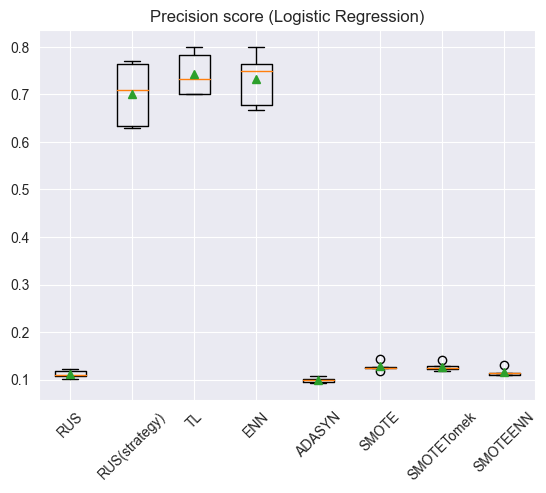 Precision score (Logistic Regression)
0.8
0.7
0.6
0.5
0.4
0.3
0.2
0.1
RUS
RUS(strategy)
TL
ENN
ADASYN
SMOTE
SMOTETomek
SMOTEENN